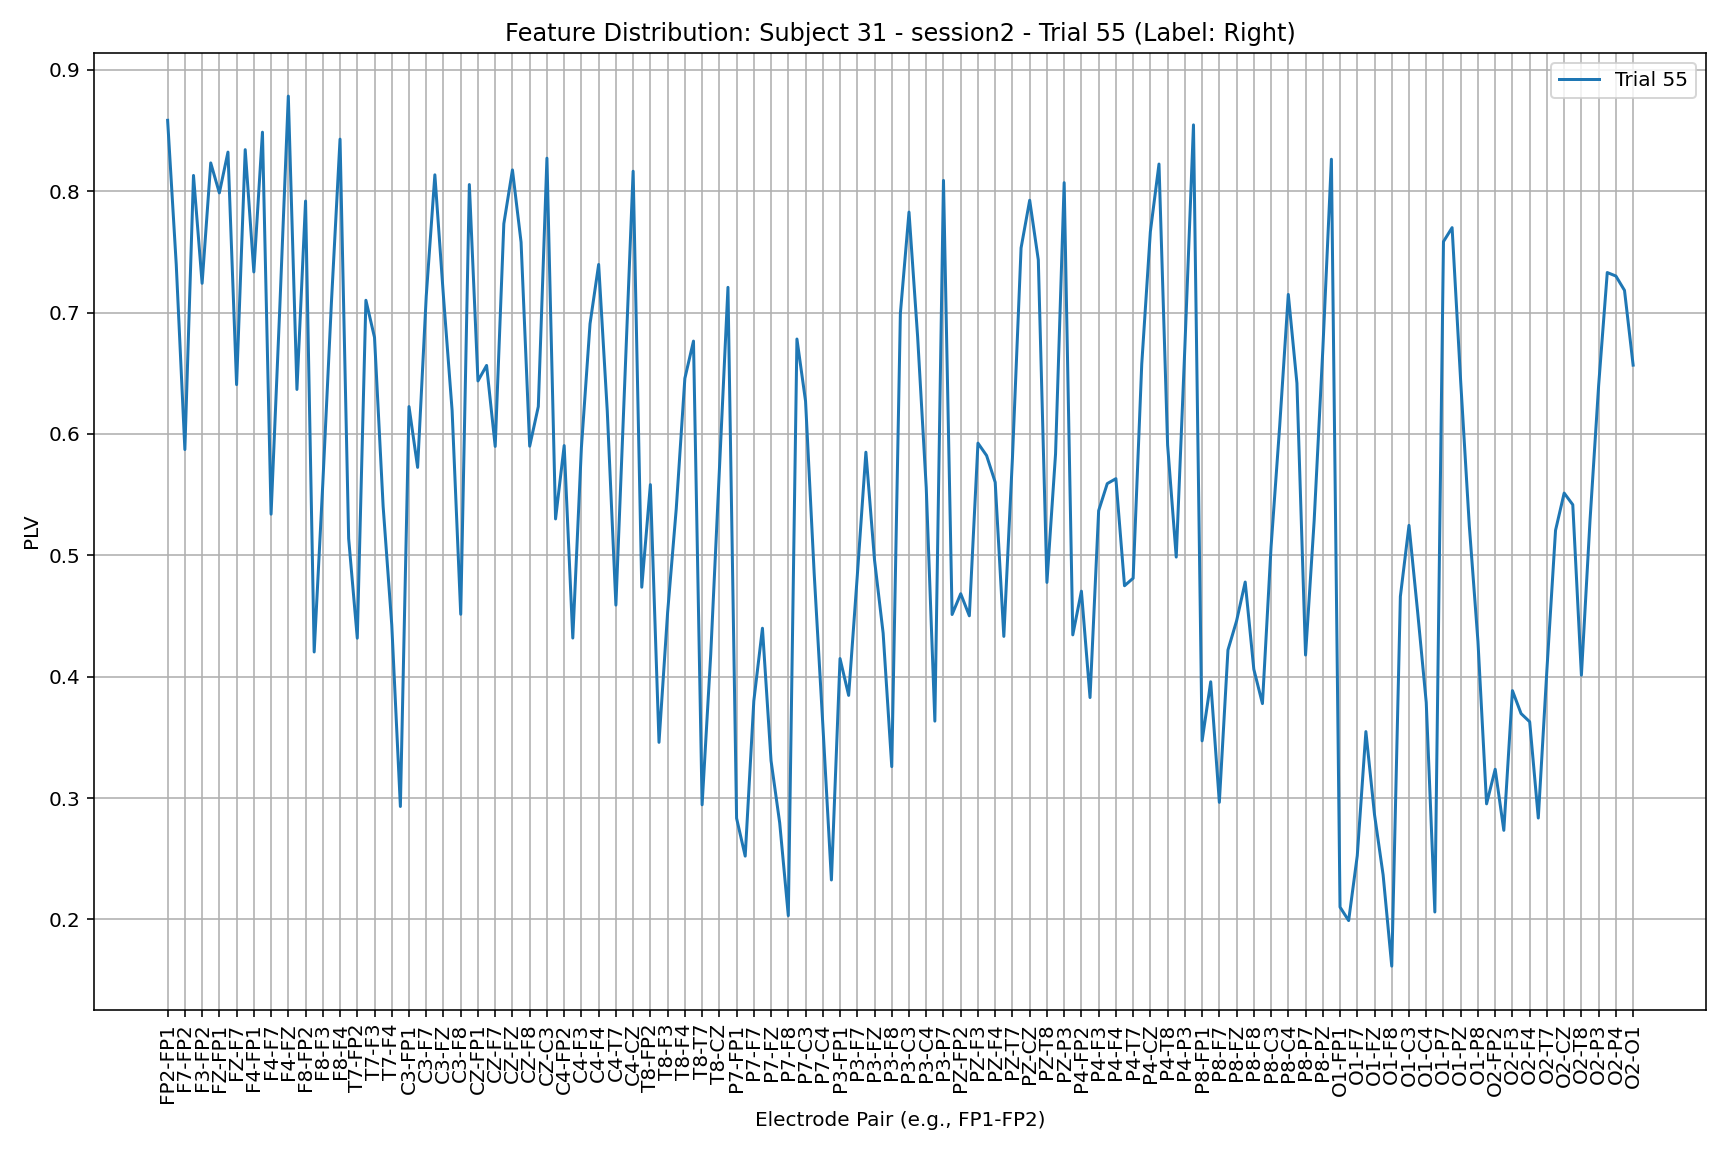 Feature Distribution: Subject 31 - session2 - Trial 55 (Label: Right)
Trial 55
0.9
0.8
0.7
0.6
0.5
0.4
0.3
0.2
PLV
FP2-FP1
F7-FP2
F3-FP2
FZ-FP1
FZ-F7
F4-FP1
F4-F7
F4-FZ
F8-FP2
F8-F3
F8-F4
T7-FP2
T7-F3
T7-F4
C3-FP1
C3-F7
C3-FZ
C3-F8
CZ-FP1
CZ-F7
CZ-FZ
CZ-F8
CZ-C3
C4-FP2
C4-F3
C4-F4
C4-T7
C4-CZ
T8-FP2
T8-F3
T8-F4
T8-T7
T8-CZ
P7-FP1
P7-F7
P7-FZ
P7-F8
P7-C3
P7-C4
P3-FP1
P3-F7
P3-FZ
P3-F8
P3-C3
P3-C4
P3-P7
PZ-FP2
PZ-F3
PZ-F4
PZ-T7
PZ-CZ
PZ-T8
PZ-P3
P4-FP2
P4-F3
P4-F4
P4-T7
P4-CZ
P4-T8
P4-P3
P8-FP1
P8-F7
P8-FZ
P8-F8
P8-C3
P8-C4
P8-P7
P8-PZ
O1-FP1
O1-F7
O1-FZ
O1-F8
O1-C3
O1-C4
O1-P7
O1-PZ
O1-P8
O2-FP2
O2-F3
O2-F4
O2-T7
O2-CZ
O2-T8
O2-P3
O2-P4
O2-O1
Electrode Pair (e.g., FP1-FP2)